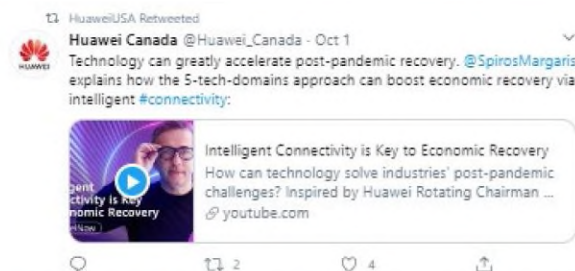 HuaweiUSA Retweeted
Huawei Canada @Huawei_Canada · Oct 1
Technology can greatly accelerate post-pandemic recovery. @SpirosMargaris
explains how the 5-tech-domains approach can boost economic recovery via
intelligent #connectivity:
Intelligent Connectivity is Key to Economic Recovery
How can technology solve industries' post-pandemic
challenges? Inspired by Huawei Rotating Chairman ...
youtube.com
gent
ctivity is Key
nomic Recovery
eiNow
HUAWEI
2
4